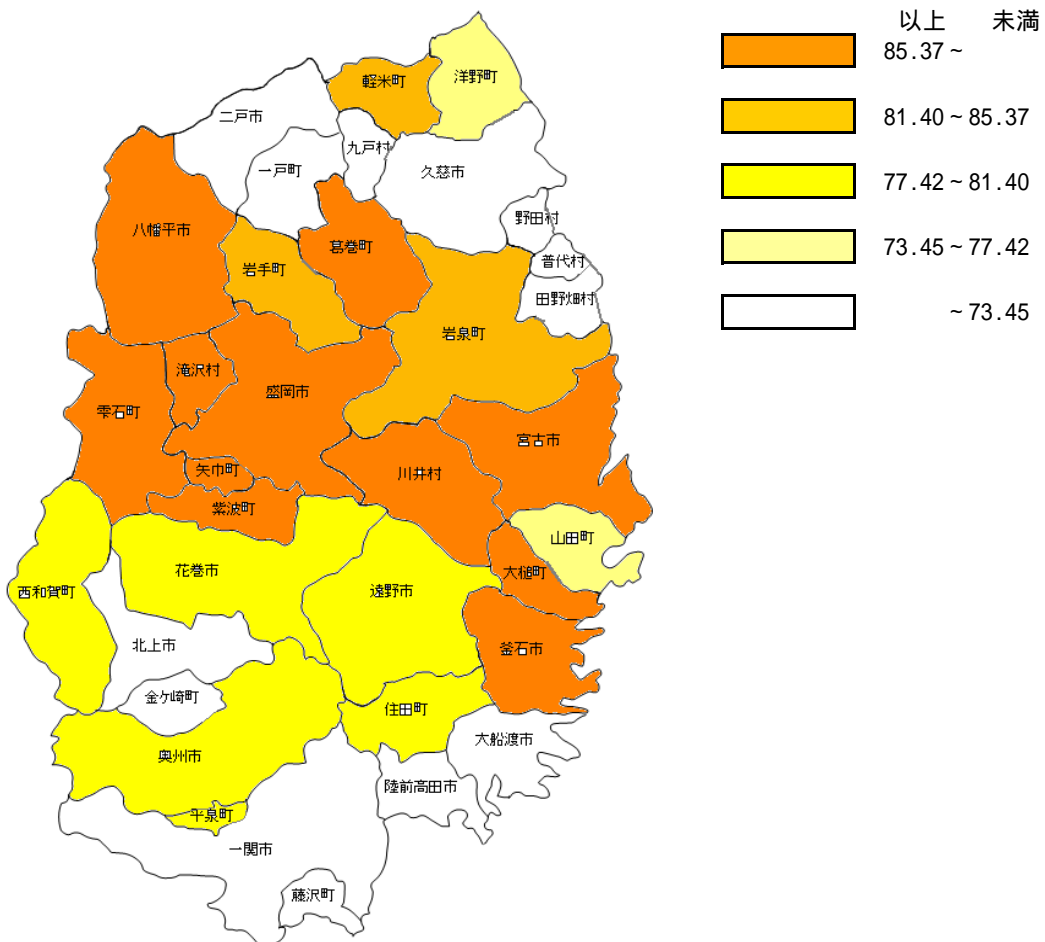 以上 未満
85.37～
81.40～85.37
77.42～81.40
73.45～77.42
～73.45
軽米町
洋野町
二戸市
九戸村
一戸町
久慈市
野田村
八幡平市
葛巻町
普代村
岩手町
田野畑村
岩泉町
滝沢村
盛岡市
雫石町
宮古市
矢巾町
川井村
紫波町
山田町
花巻市
大槌町
西和賀町
遠野市
北上市
釜石市
金ケ崎町
住田町
大船渡市
奥州市
陸前高田市
平泉町
一関市
藤沢町